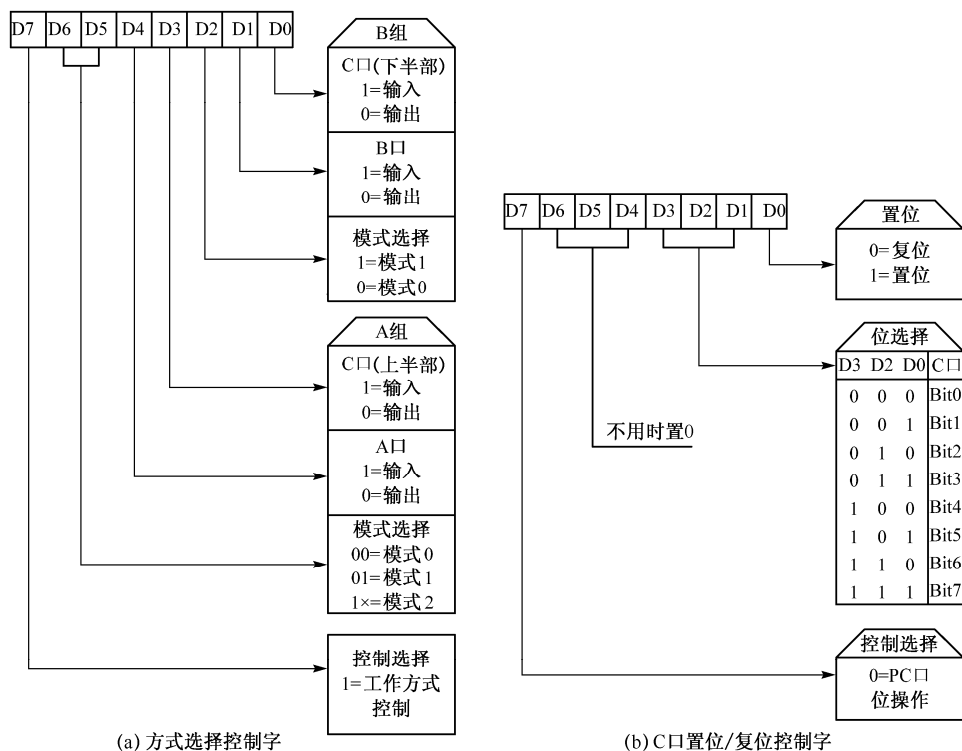 D7 D6 D5 D4 D3 D2 D1 D0
B组
C口(下半部)
1=输入
0=输出
B口
1=输入
0=输出
模式选择
1=模式1
0=模式0
A组
C口(上半部)
1=输入
0=输出
A口
1=输入
0=输出
模式选择
00=模式0
01=模式1
1×=模式2
控制选择
1=工作方式
控制
(a) 方式选择控制字
D7 D6 D5 D4 D3 D2 D1 D0
置位
0=复位
1=置位
位选择
D3 D2 D0 C口
0 0 0 Bit0
0 0 1 Bit1
0 1 0 Bit2
0 1 1 Bit3
1 0 0 Bit4
1 0 1 Bit5
1 1 0 Bit6
1 1 1 Bit7
不用时置0
控制选择
0=PC口
位操作
(b) C口置位/复位控制字